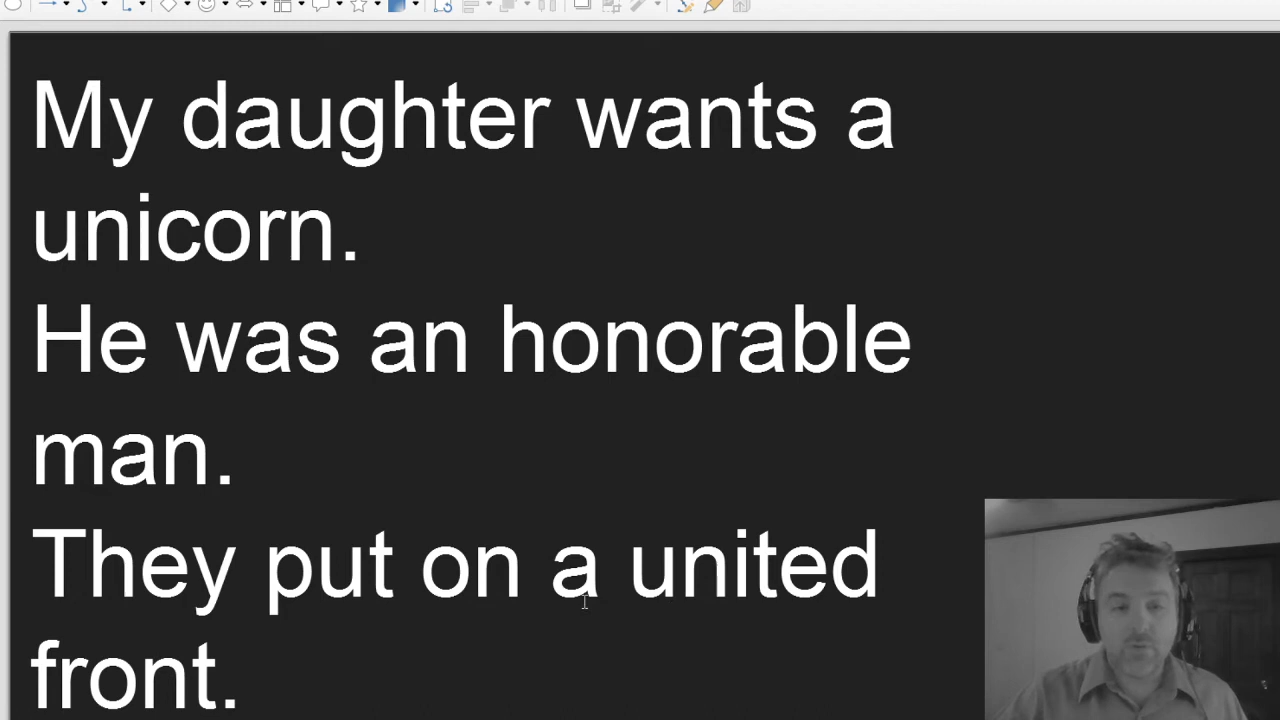 My daughter wants a
unicorn.
He was an honorable
man.
They put on a united
front.